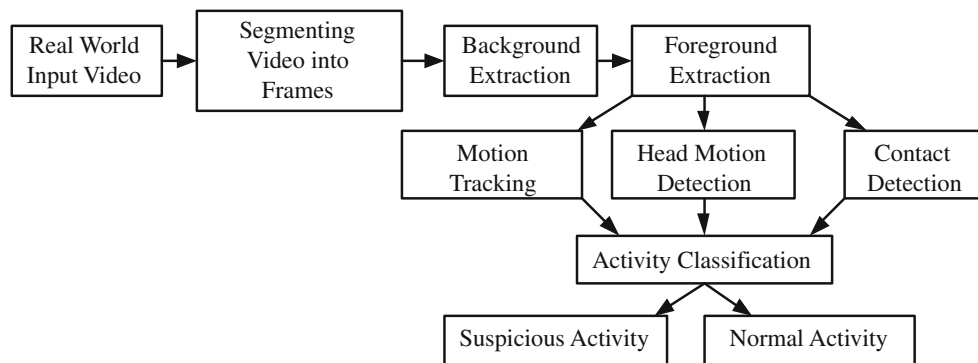 Real World
Input Video
Segmenting
Video into
Frames
Background
Extraction
Foreground
Extraction
Motion
Tracking
Head Motion
Detection
Contact
Detection
Activity Classification
Suspicious Activity
Normal Activity